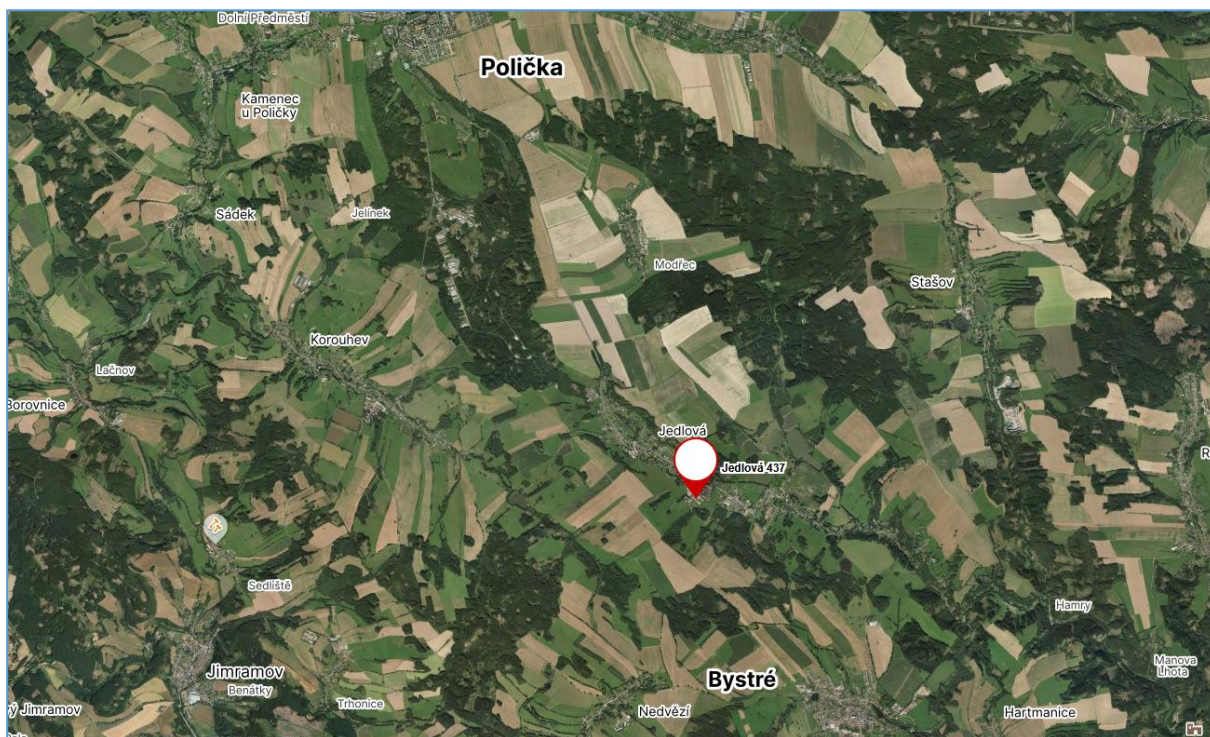 Dolní Předměstí
Polička
Kamenec
u Poličky
Sádek
Jelínek
Modřec
Stašov
Korouhev
Lačnov
Borovnice
Jedlová
Jedlová 437
R
Sedliště
Hamry
Jimramov
Benátky
Manova
Lhota
Bystré
Trhonice
ý Jimramov
Nedvězí
Hartmanice